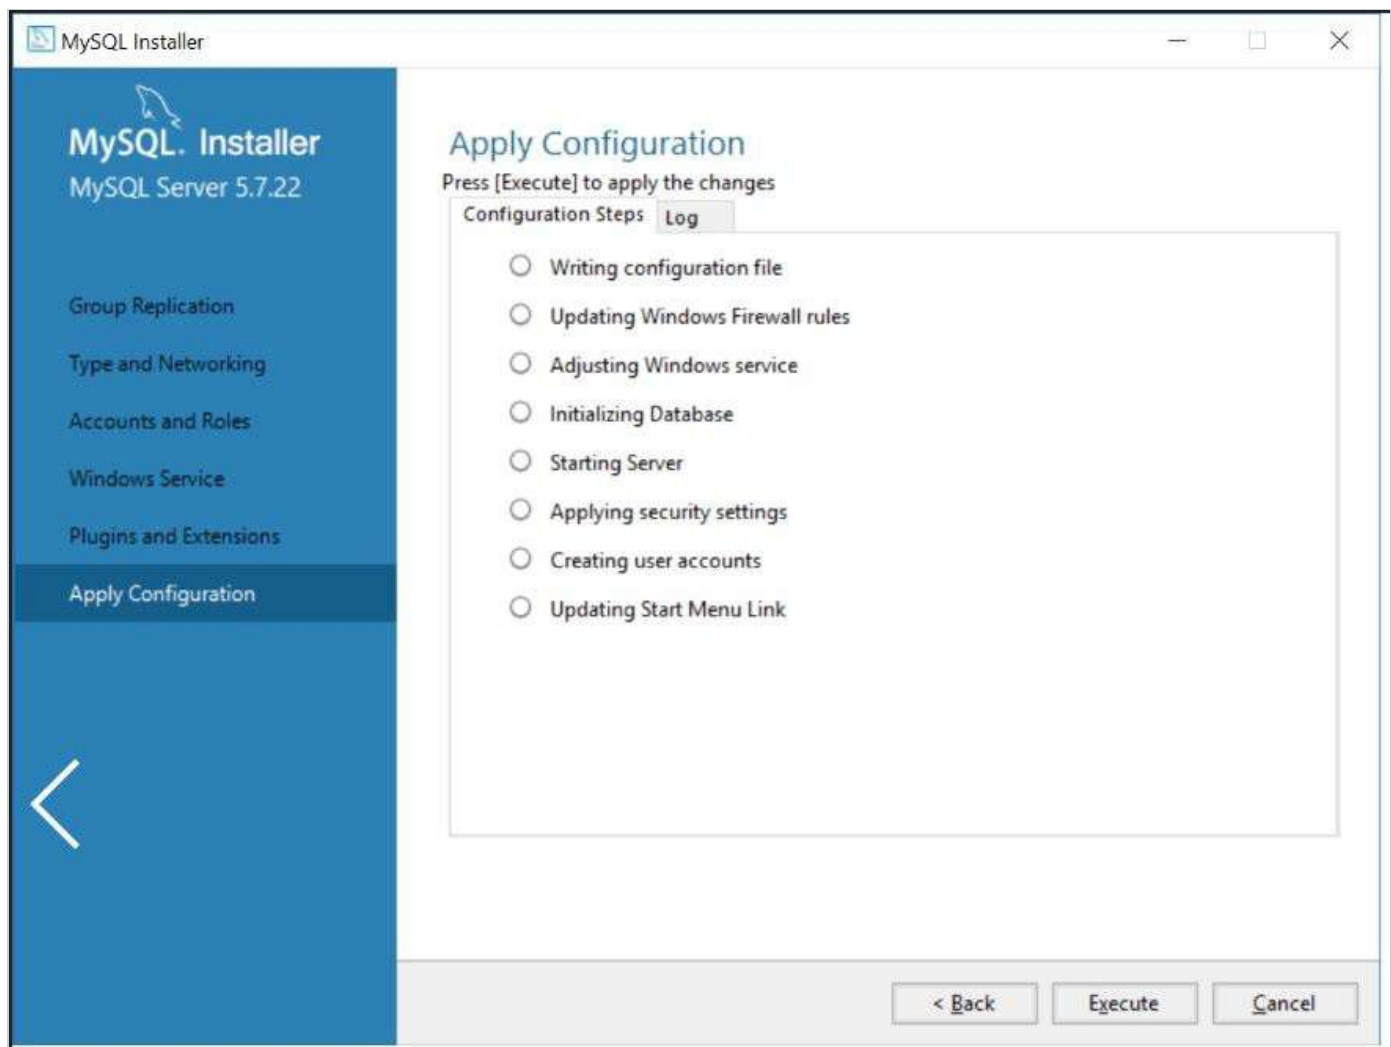 MySQL Installer
MySQL. Installer
MySQL Server 5.7.22
Group Replication
Type and Networking
Accounts and Roles
Windows Service
Plugins and Extensions
Apply Configuration
Apply Configuration
Press [Execute] to apply the changes
Configuration Steps Log
Writing configuration file
Updating Windows Firewall rules
Adjusting Windows service
Initializing Database
Starting Server
Applying security settings
Creating user accounts
Updating Start Menu Link
< Back Execute Cancel